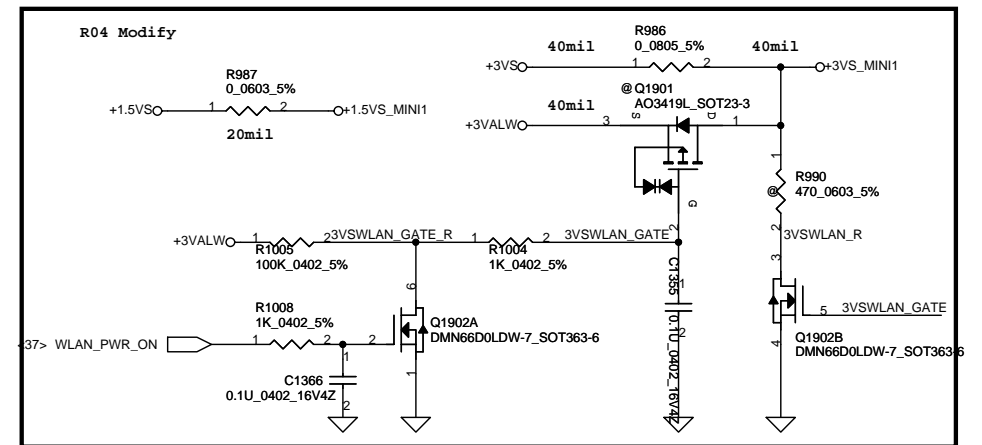 R04 Modify
R987
0_0603_5%
+1.5VS 1 2 +1.5VS_MINI1
20mil
40mil R986 40mil
0_0805_5%
+3VS 1 2 +3VS_MINI1
@ Q1901
40mil AO3419L_SOT23-3
+3VALW 3 S D 1
G
2
1
R990
@ 470_0603_5%
2
3VSWLAN_R
+3VALW 1 2 3VSWLAN_GATE_R 1 2 3VSWLAN_GATE
R1005
100K_0402_5%
R1004
1K_0402_5%
C1355
1
2
0.1U_0402_16V4Z
R1008
1K_0402_5%
37> WLAN_PWR_ON 1 2 2
6
Q1902A
DMN66D0LDW-7_SOT363-6
1
1
C1366
0.1U_0402_16V4Z
2
3
5 3VSWLAN_GATE
Q1902B
4 DMN66D0LDW-7_SOT363-6